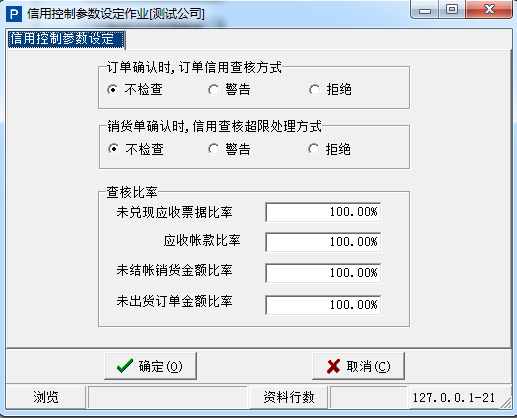 P 信用控制参数设定作业[测试公司]
信用控制参数设定
订单确认时,订单信用查核方式
不检查 警告 拒绝
销货单确认时,信用查核超限处理方式
不检查 警告 拒绝
查核比率
未兑现应收票据比率 100.00%
应收帐款比率 100.00%
未结帐销货金额比率 100.00%
未出货订单金额比率 100.00%
确定(O) 取消(C)
浏览 资料行数 127.0.0.1-21